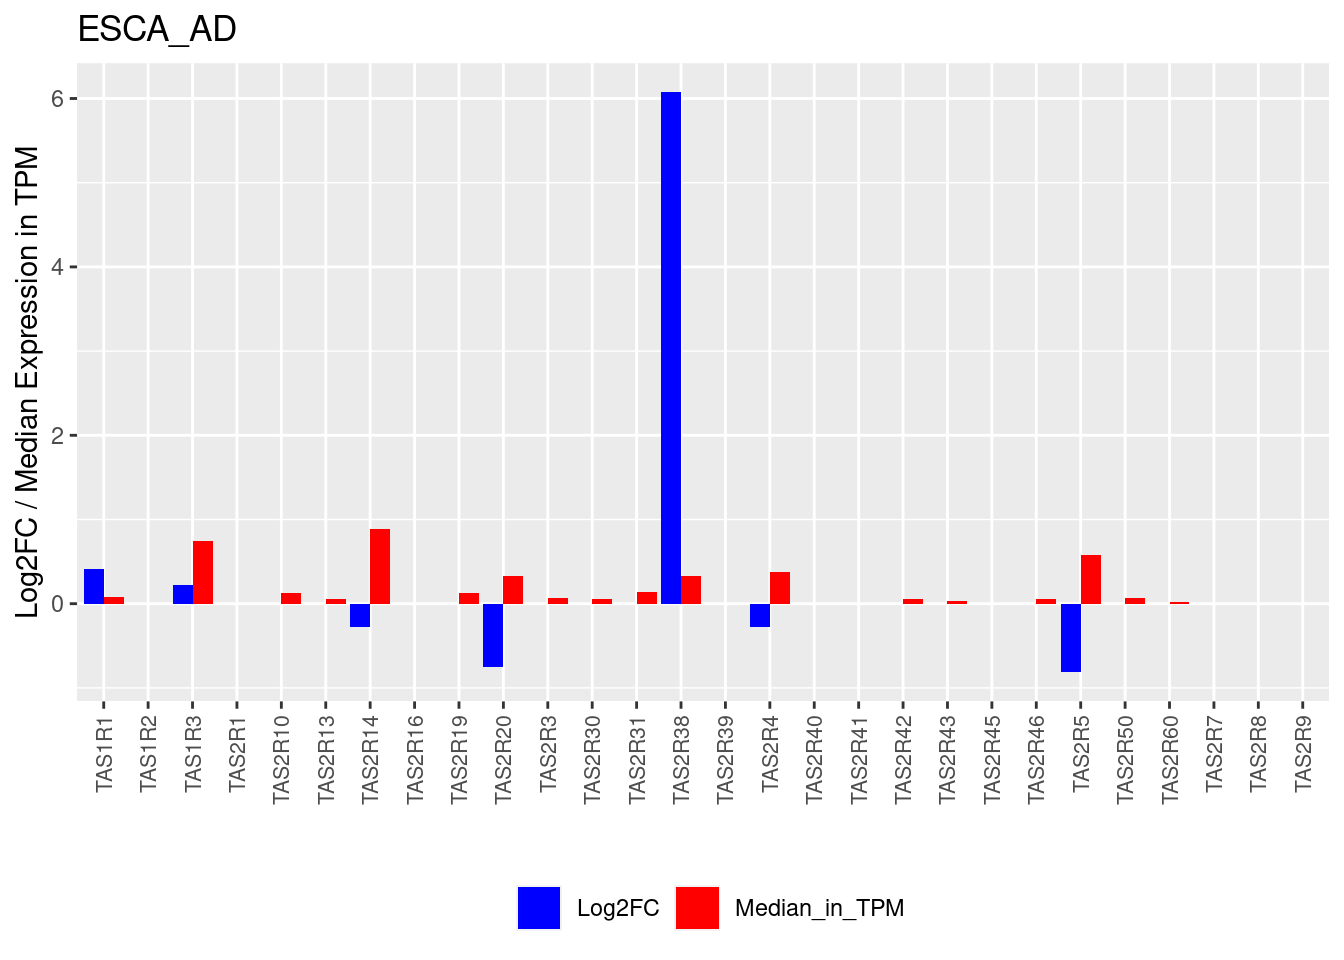 ESCA_AD
Log2FC / Median Expression in TPM
6
4
2
0
TAS1R1
TAS1R2
TAS1R3
TAS2R1
TAS2R10
TAS2R13
TAS2R14
TAS2R16
TAS2R19
TAS2R20
TAS2R3
TAS2R30
TAS2R31
TAS2R38
TAS2R39
TAS2R4
TAS2R40
TAS2R41
TAS2R42
TAS2R43
TAS2R45
TAS2R46
TAS2R5
TAS2R50
TAS2R60
TAS2R7
TAS2R8
TAS2R9
Log2FC
Median_in_TPM